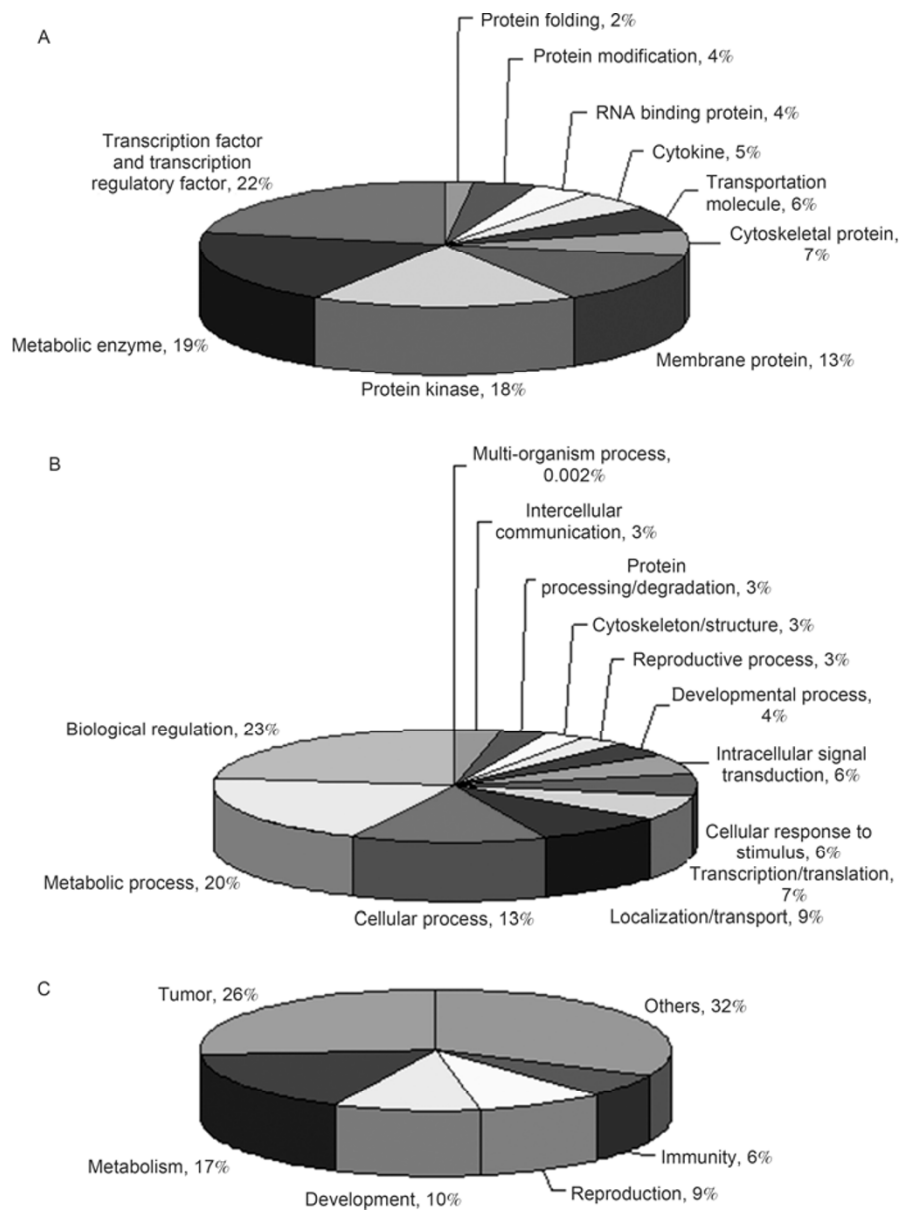 A
Protein folding, 2%
Protein modification, 4%
RNA binding protein, 4%
Cytokine, 5%
Transportation
molecule, 6%
Cytoskeletal protein,
7%
Membrane protein, 13%
Protein kinase, 18%
Metabolic enzyme, 19%
Transcription factor
and transcription
regulatory factor, 22%
B
Multi-organism process,
0.002%
Intercellular
communication, 3%
Protein
processing/degradation, 3%
Cytoskeleton/structure, 3%
Reproductive process, 3%
Developmental process,
4%
Intracellular signal
transduction, 6%
Cellular response to
stimulus, 6%
Transcription/translation,
7%
Localization/transport, 9%
Cellular process, 13%
Metabolic process, 20%
Biological regulation, 23%
C
Others, 32%
Immunity, 6%
Reproduction, 9%
Development, 10%
Metabolism, 17%
Tumor, 26%